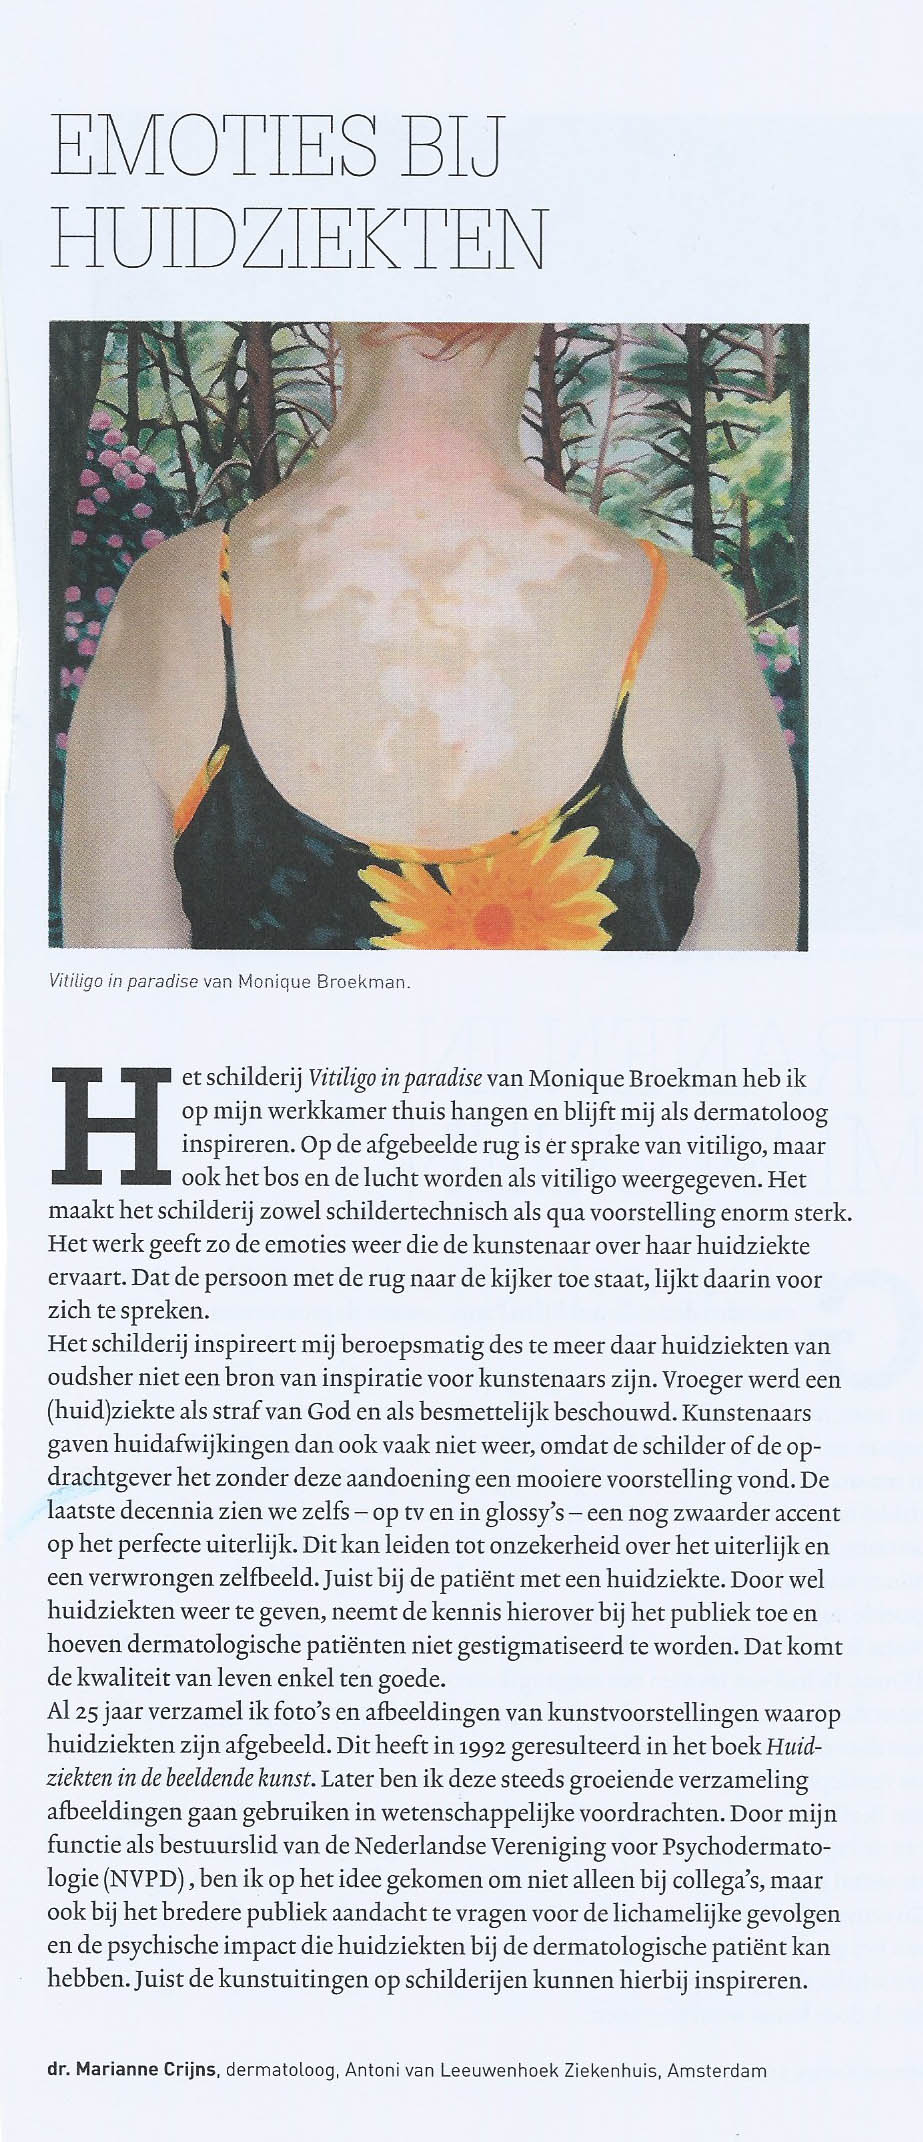 EMOTIES BIJ
HUIDZIEKTEN
Vitiligo in paradise van Monique Broekman.
Het schilderij Vitiligo in paradise van Monique Broekman heb ik
op mijn werkkamer thuis hangen en blijft mij als dermatoloog
inspireren. Op de afgebeelde rug is er sprake van vitiligo, maar
ook het bos en de lucht worden als vitiligo weergegeven. Het
maakt het schilderij zowel schildertechnisch als qua voorstelling enorm sterk.
Het werk geeft zo de emoties weer die de kunstenaar over haar huidziekte
ervaart. Dat de persoon met de rug naar de kijker toe staat, lijkt daarin voor
zich te spreken.
Het schilderij inspireert mij beroepsmatig des te meer daar huidziekten van
oudsher niet een bron van inspiratie voor kunstenaars zijn. Vroeger werd een
(huid)ziekte als straf van God en als besmettelijk beschouwd. Kunstenaars
gaven huidafwijkingen dan ook vaak niet weer, omdat de schilder of de op-
drachtgever het zonder deze aandoening een mooiere voorstelling vond. De
laatste decennia zien we zelfs – op tv en in glossy's – een nog zwaarder accent
op het perfecte uiterlijk. Dit kan leiden tot onzekerheid over het uiterlijk en
een verwrongen zelfbeeld. Juist bij de patiënt met een huidziekte. Door wel
huidziekten weer te geven, neemt de kennis hierover bij het publiek toe en
hoeven dermatologische patiënten niet gestigmatiseerd te worden. Dat komt
de kwaliteit van leven enkel ten goede.
Al 25 jaar verzamel ik foto's en afbeeldingen van kunstvoorstellingen waarop
huidziekten zijn afgebeeld. Dit heeft in 1992 geresulteerd in het boek Huid-
ziekten in de beeldende kunst. Later ben ik deze steeds groeiende verzameling
afbeeldingen gaan gebruiken in wetenschappelijke voordrachten. Door mijn
functie als bestuurslid van de Nederlandse Vereniging voor Psychodermato-
logie (NVPD) , ben ik op het idee gekomen om niet alleen bij collega's, maar
ook bij het bredere publiek aandacht te vragen voor de lichamelijke gevolgen
en de psychische impact die huidziekten bij de dermatologische patiënt kan
hebben. Juist de kunstuitingen op schilderijen kunnen hierbij inspireren.
dr. Marianne Crijns, dermatoloog, Antoni van Leeuwenhoek Ziekenhuis, Amsterdam